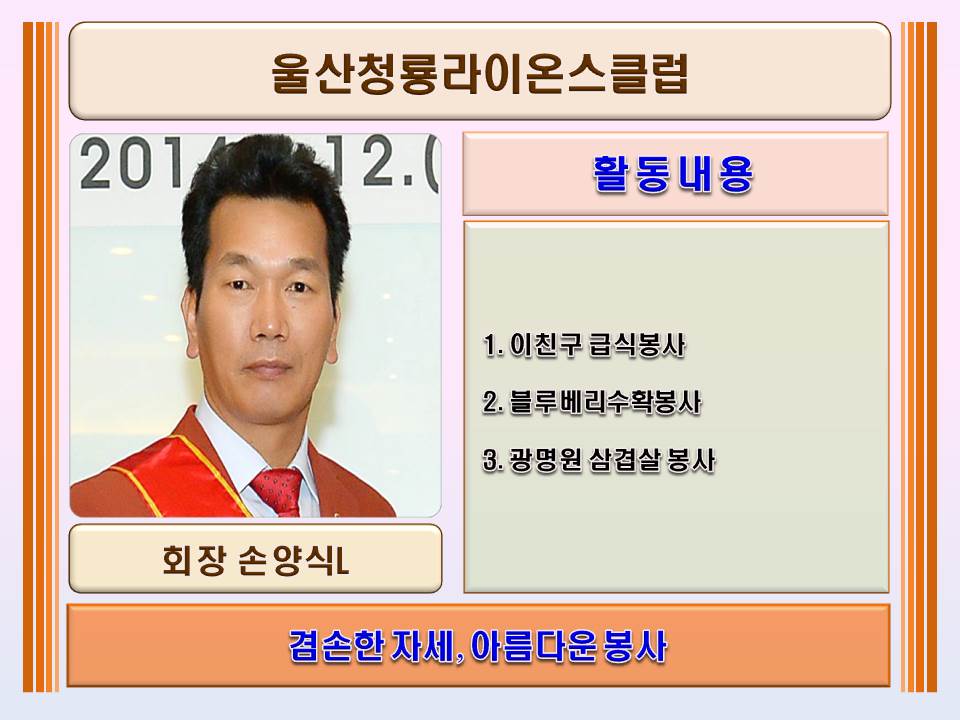 울산청룡라이온스클럽
2014 12.(
활동내용
1. 이친구 급식봉사
2. 블루베리수확봉사
3. 광명원 삼겹살 봉사
회장 손양식L
겸손한 자세, 아름다운 봉사